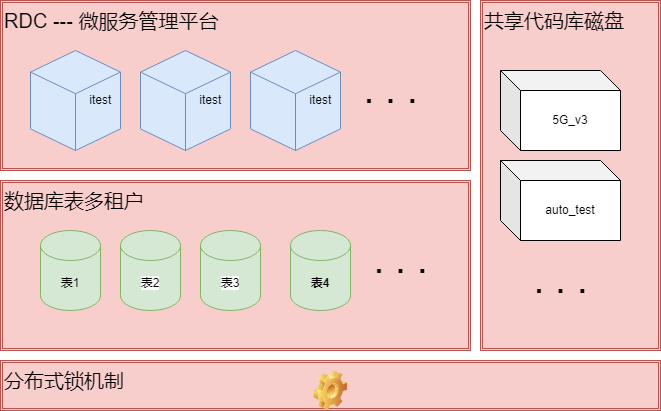 RDC --- 微服务管理平台
itest
itest
itest
. . .
共享代码库磁盘
5G_v3
auto_test
. . .
数据库表多租户
表1
表2
表3
表4
. . .
分布式锁机制